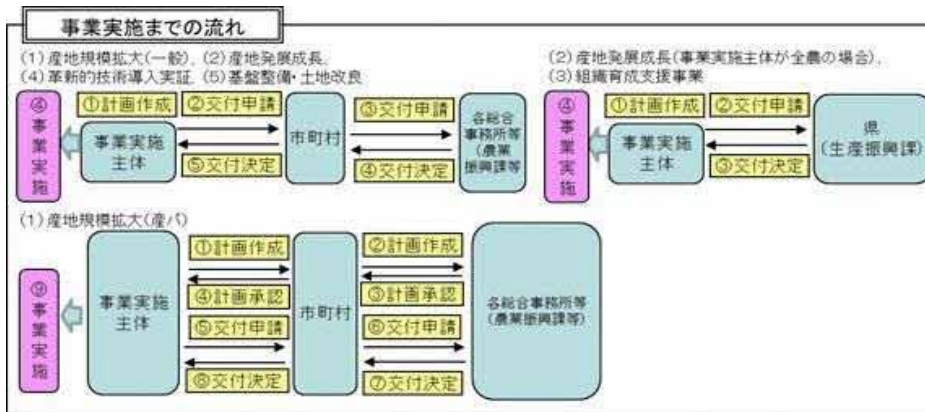 事業実施までの流れ
(1)産地規模拡大(一般)、(2)産地発展成長、
(4)革新的技術導入実証、(5)基盤整備・土地改良
④事業実施
①計画作成
事業実施
主体
②交付申請
⑤交付決定
市町村
③交付申請
④交付決定
各総合
事務所等
(農業
振興課等)
(2)産地発展成長(事業実施主体が全農の場合)、
(3)組織育成支援事業
④事業実施
①計画作成
事業実施
主体
②交付申請
③交付決定
県
(生産振興課)
(1)産地規模拡大(産パ)
⑨事業実施
事業実施
主体
①計画作成
④計画承認
⑤交付申請
⑧交付決定
市町村
②計画作成
③計画承認
⑥交付申請
⑦交付決定
各総合事務所等
(農業振興課等)